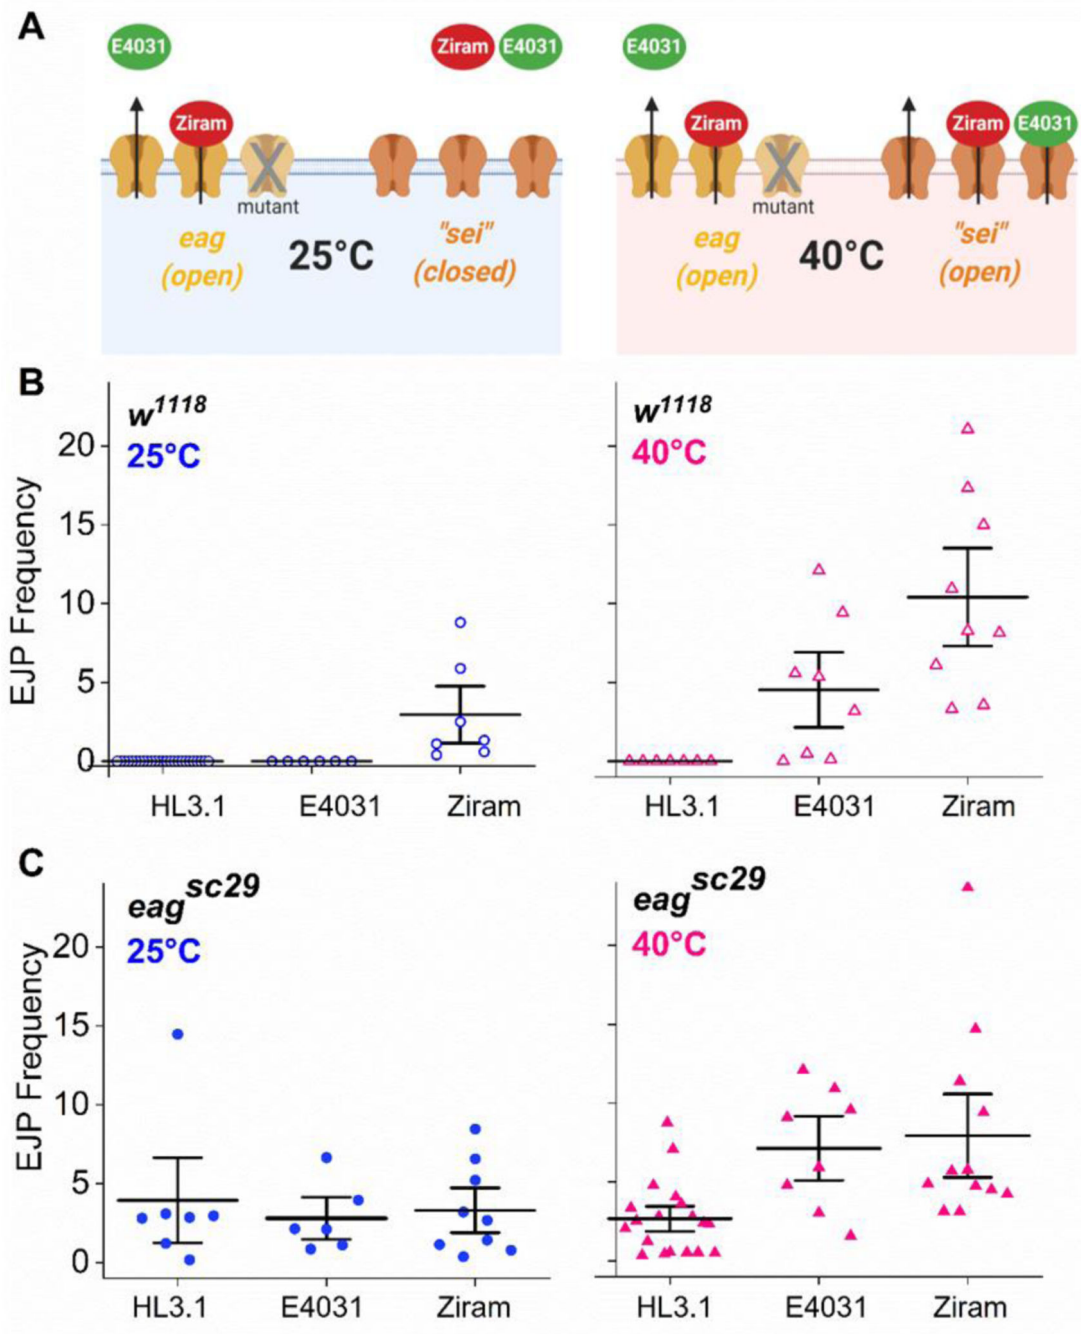 A
E4031
Ziram E4031
E4031
Ziram
Ziram
Ziram
E4031
mutant
mutant
eag
(open)
25°C
"sei"
(closed)
eag
(open)
40°C
"sei"
(open)
B
w1118
25°C
w1118
40°C
EJP Frequency
20
15
10
5
0
HL3.1 E4031 Ziram
HL3.1 E4031 Ziram
C
eagsc29
25°C
eagsc29
40°C
EJP Frequency
20
15
10
5
0
HL3.1 E4031 Ziram
HL3.1 E4031 Ziram